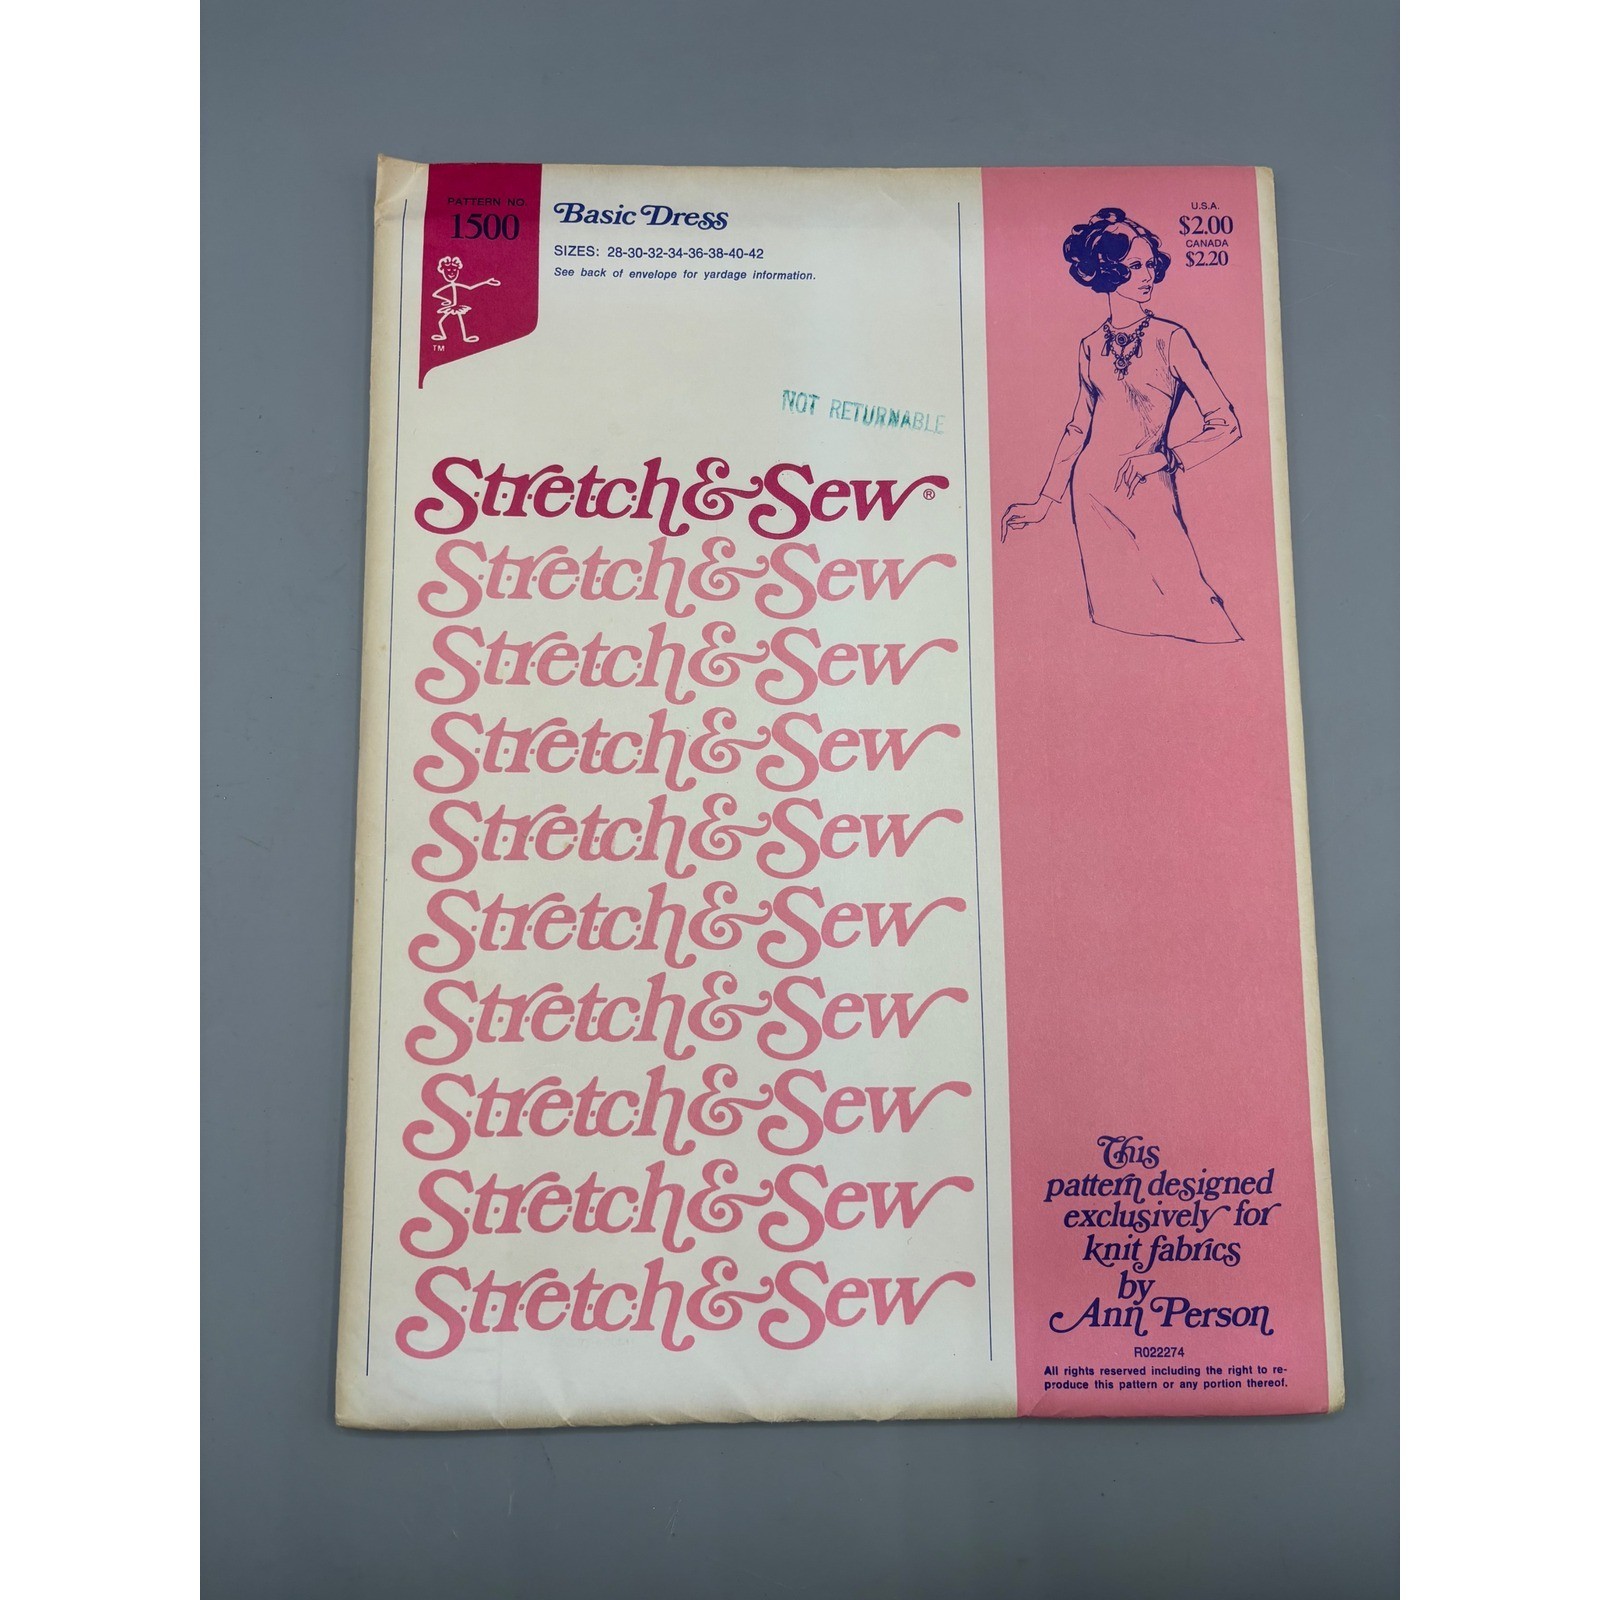 PATTERN NO.
1500
TM
Basic Dress
SIZES: 28-30-32-34-36-38-40-42
See back of envelope for yardage information.
U.S.A.
$2.00
CANADA
$2.20
NOT RETURNABLE
Stretch & Sew®
Stretch & Sew
Stretch & Sew
Stretch & Sew
Stretch & Sew
Stretch & Sew
Stretch & Sew
Stretch & Sew
Stretch & Sew
Stretch & Sew
This
pattern designed
exclusively for
knit fabrics
by
Ann Person
R022274
All rights reserved including the right to re-
produce this pattern or any portion thereof.